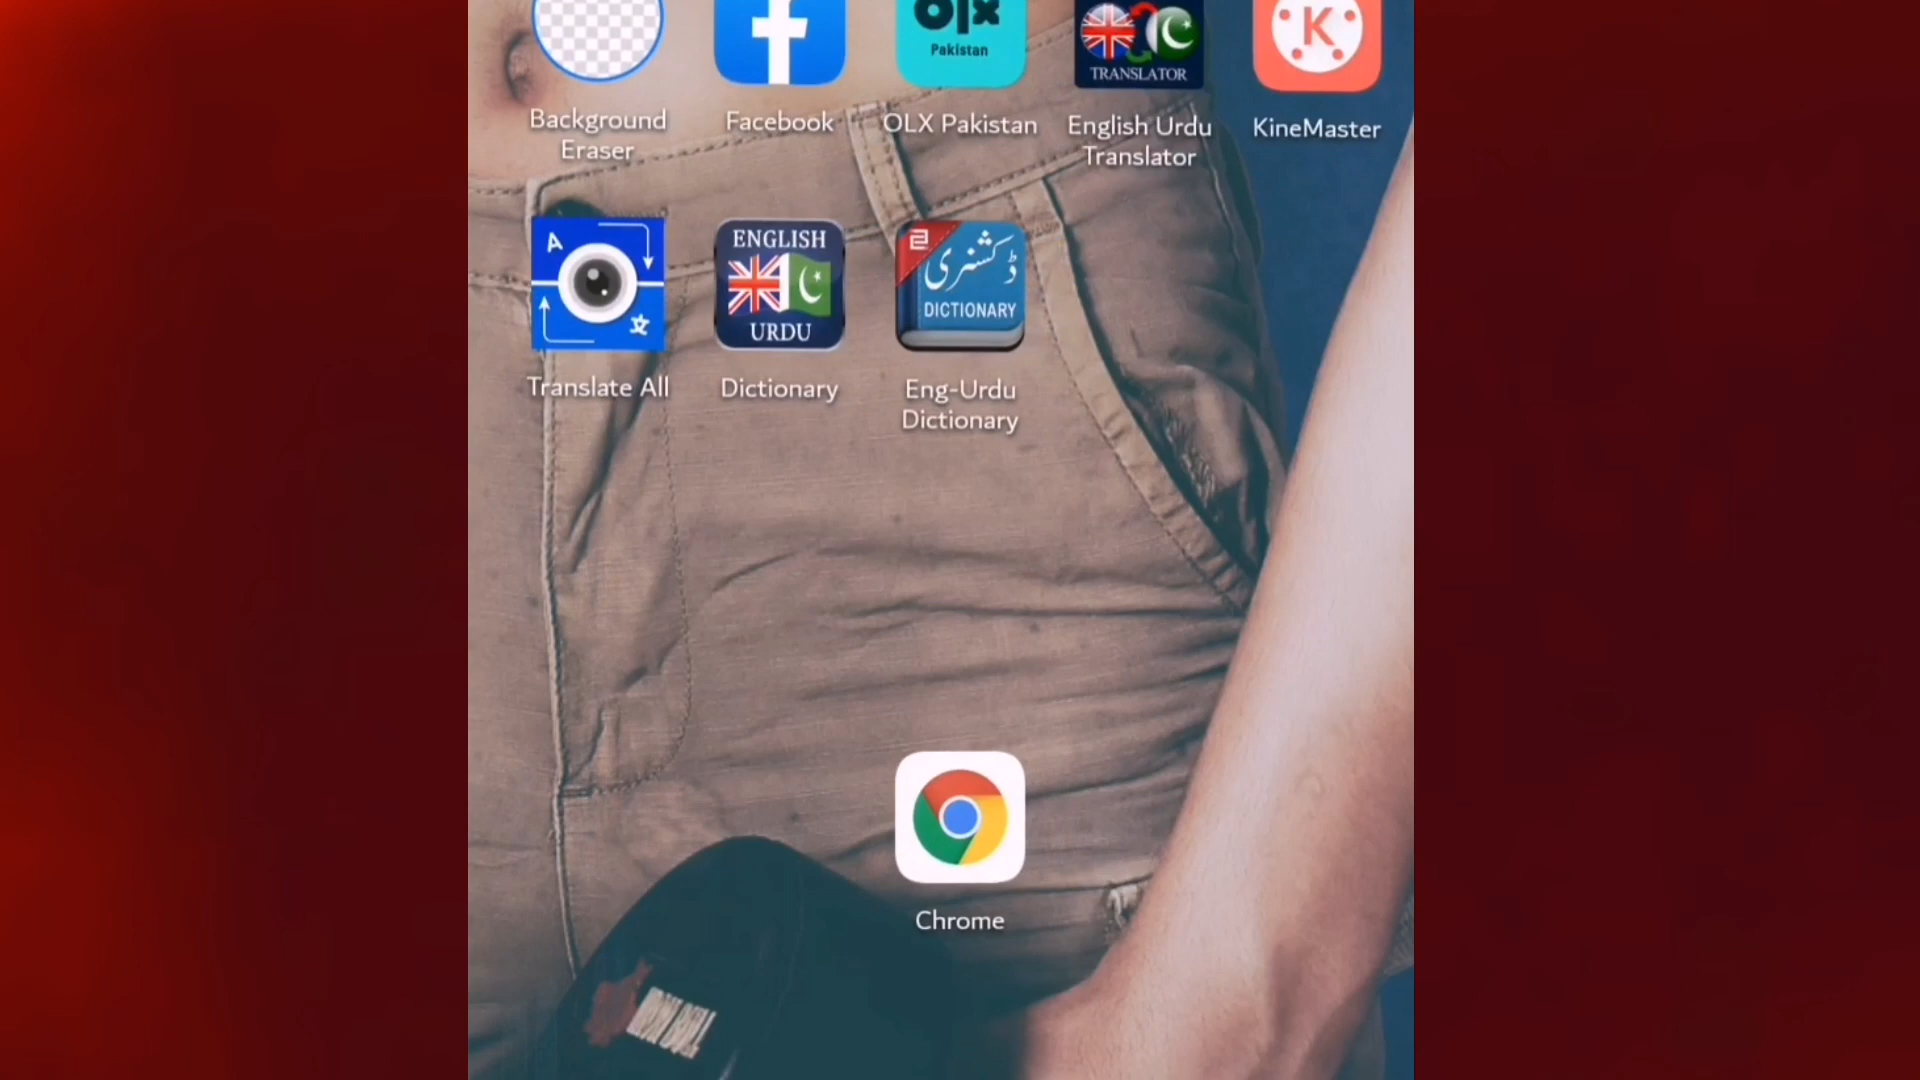 olx
Pakistan
TRANSLATOR
K
Background
Eraser
Facebook
OLX Pakistan
English Urdu
Translator
KineMaster
A
文
ENGLISH
URDU
ڈکشنری
DICTIONARY
Translate All
Dictionary
Eng-Urdu
Dictionary
Chrome